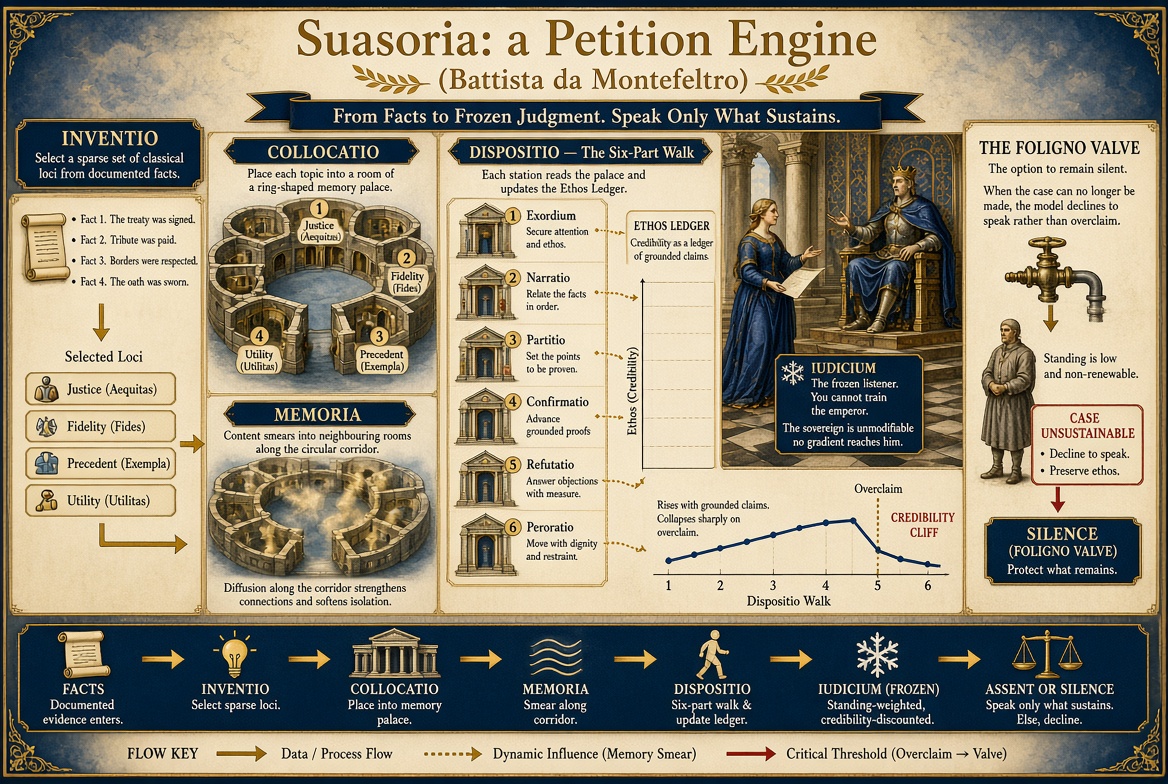 Suasoria: a Petition Engine
(Battista da Montefeltro)
From Facts to Frozen Judgment. Speak Only What Sustains.
INVENTIO
Select a sparse set of classical
loci from documented facts.
• Fact 1. The treaty was signed.
• Fact 2. Tribute was paid.
• Fact 3. Borders were respected.
• Fact 4. The oath was sworn.
Selected Loci
Justice (Aequitas)
Fidelity (Fides)
Precedent (Exempla)
Utility (Utilitas)
COLLOCATIO
Place each topic into a room of
a ring-shaped memory palace.
1
Justice
(Aequitas)
2
Fidelity
(Fides)
4
Utility
(Utilitas)
3
Precedent
(Exempla)
MEMORIA
Content smears into neighbouring rooms
along the circular corridor.
Diffusion along the corridor strengthens
connections and softens isolation.
DISPOSITIO — The Six-Part Walk
Each station reads the palace and
updates the Ethos Ledger.
1 Exordium
Secure attention
and ethos.
2 Narratio
Relate the facts
in order.
3 Partitio
Set the points
to be proven.
4 Confirmatio
Advance
grounded proofs
5 Refutatio
Answer objections
with measure.
6 Peroratio
Move with dignity
and restraint.
ETHOS LEDGER
Credibility as a ledger
of grounded claims.
Ethos (Credibility)
Rises with grounded claims.
Collapses sharply on
overclaim.
Overclaim
CREDIBILITY
CLIFF
1 2 3 4 5 6
Dispositio Walk
IUDICIUM
The frozen listener.
You cannot train
the emperor.
The sovereign is unmodifiable
no gradient reaches him.
THE FOLIGNO VALVE
The option to remain silent.
When the case can no longer be
made, the model declines to
speak rather than overclaim.
Standing is low
and non-renewable.
CASE
UNSUSTAINABLE
• Decline to speak.
• Preserve ethos.
SILENCE
(FOLIGNO VALVE)
Protect what remains.
FACTS
Documented
evidence enters.
INVENTIO
Select sparse loci.
COLLOCATIO
Place into memory
palace.
MEMORIA
Smear along
corridor.
DISPOSITIO
Six-part walk &
update ledger.
IUDICIUM (FROZEN)
Standing-weighted,
credibility-discounted.
ASSENT OR SILENCE
Speak only what sustains.
Else, decline.
FLOW KEY
Data / Process Flow
Dynamic Influence (Memory Smear)
Critical Threshold (Overclaim → Valve)